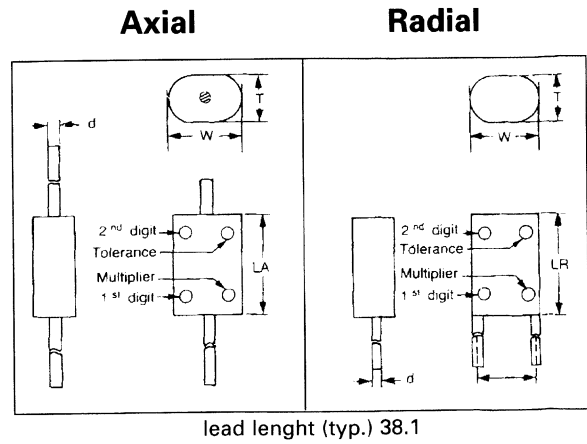 Axial
Radial
d
T
W
2nd digit
Tolerance
Multiplier
1st digit
LA
T
W
2nd digit
Tolerance
Multiplier
1st digit
LR
d
lead lenght (typ.) 38.1